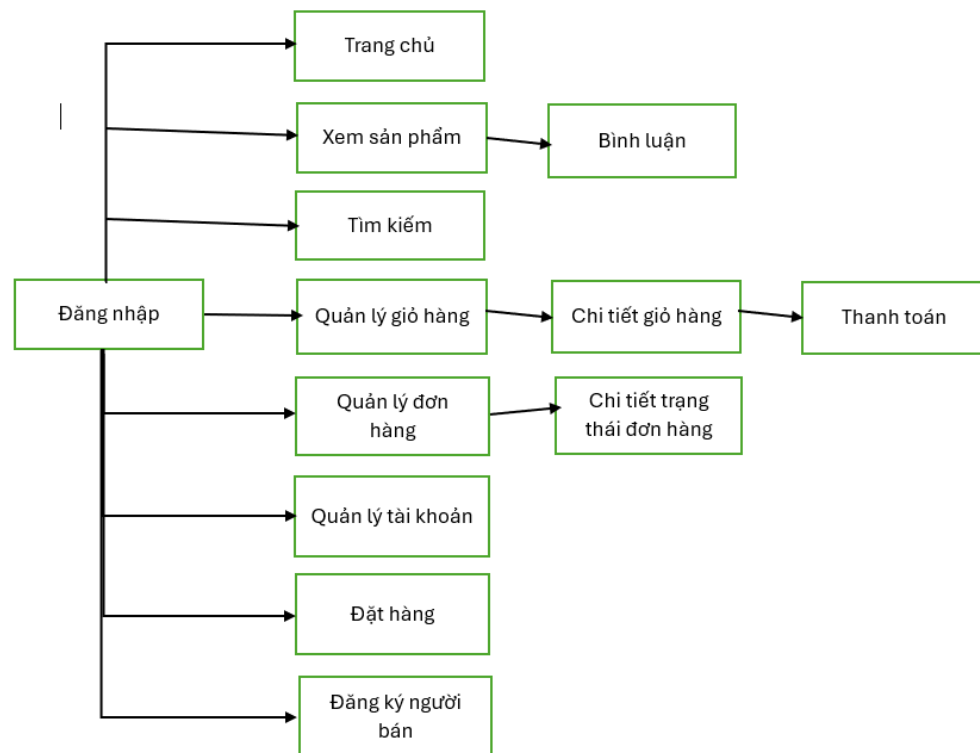 Trang chủ
Xem sản phẩm
Bình luận
Tìm kiếm
Đăng nhập
Quản lý giỏ hàng
Chi tiết giỏ hàng
Thanh toán
Quản lý đơn
hàng
Chi tiết trạng
thái đơn hàng
Quản lý tài khoản
Đặt hàng
Đăng ký người
bán